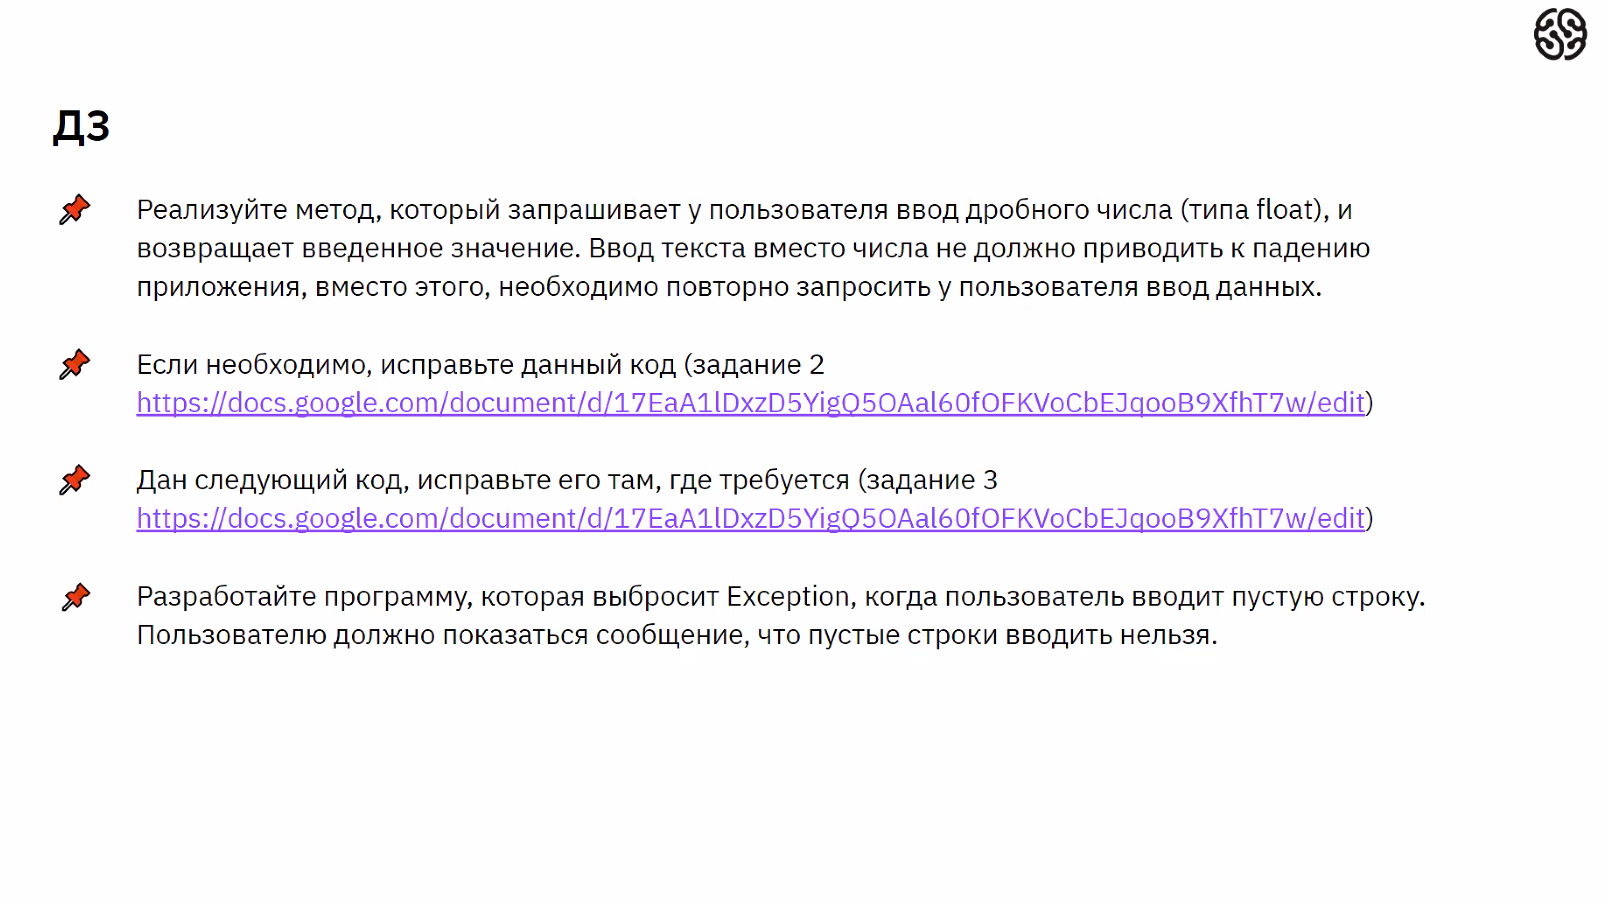 ДЗ
Реализуйте метод, который запрашивает у пользователя ввод дробного числа (типа float), и
возвращает введенное значение. Ввод текста вместо числа не должно приводить к падению
приложения, вместо этого, необходимо повторно запросить у пользователя ввод данных.
Если необходимо, исправьте данный код (задание 2
https://docs.google.com/document/d/17EaA1lDxzD5YigQ5OAal60fOFKVoCbEJqooB9XfhT7w/edit)
Дан следующий код, исправьте его там, где требуется (задание 3
https://docs.google.com/document/d/17EaA1lDxzD5YigQ5OAal60fOFKVoCbEJqooB9XfhT7w/edit)
Разработайте программу, которая выбросит Exception, когда пользователь вводит пустую строку.
Пользователю должно показаться сообщение, что пустые строки вводить нельзя.